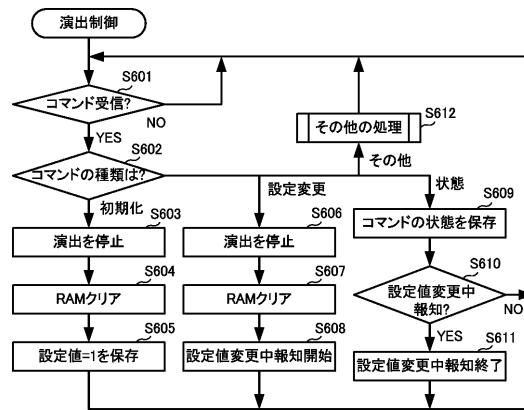 演出制御
S601
コマンド受信?
NO
YES
S602
コマンドの種類は?
S612
その他の処理
その他
初期化
設定変更
状態
S603
演出を停止
S606
演出を停止
S609
コマンドの状態を保存
S604
RAMクリア
S607
RAMクリア
S610
設定値変更中
報知?
NO
YES
S605
設定値=1を保存
S608
設定値変更中報知開始
S611
設定値変更中報知終了